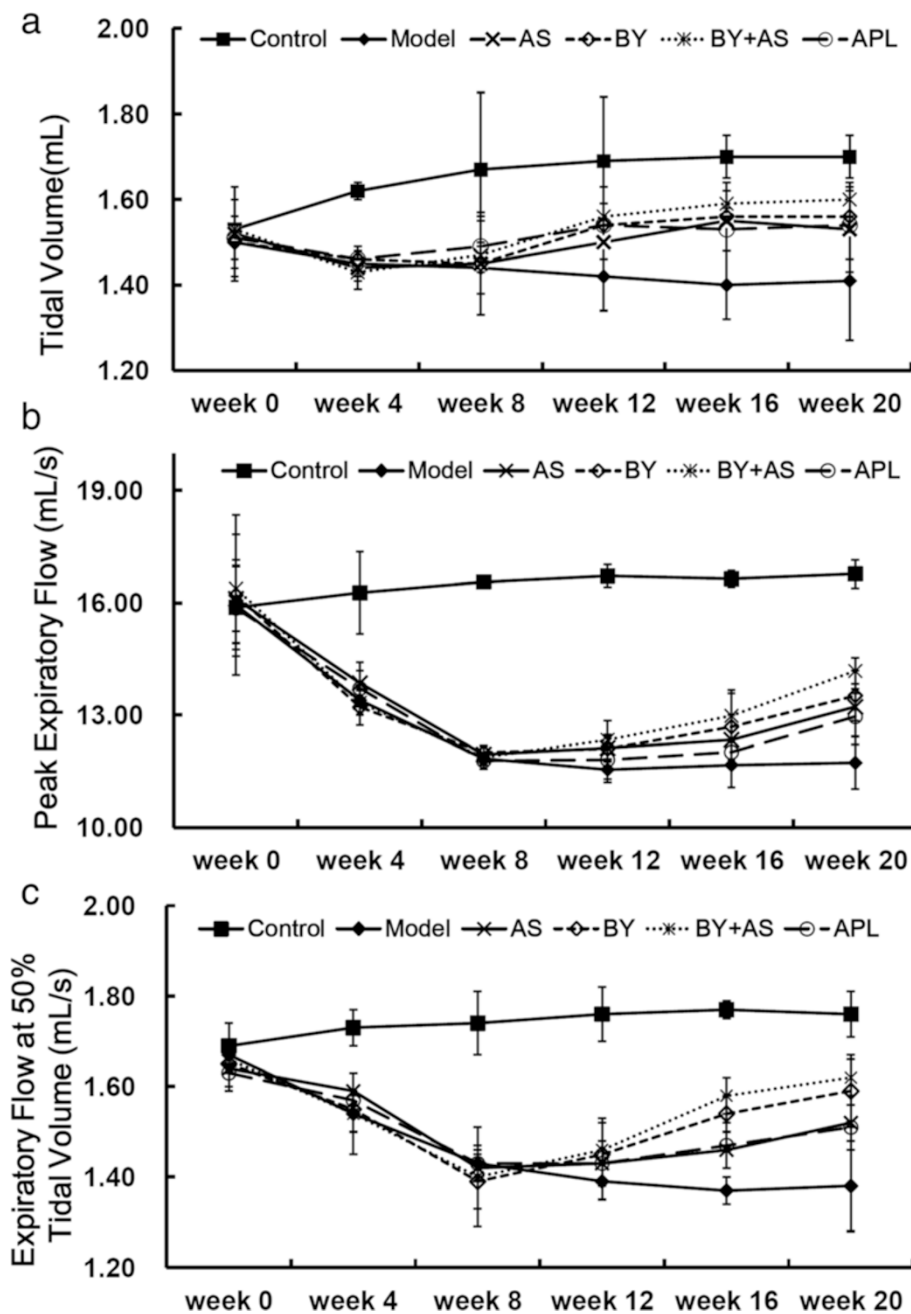 a
2.00
Control Model AS BY BY+AS APL
1.80
1.60
1.40
1.20
Tidal Volume(mL)
week 0 week 4 week 8 week 12 week 16 week 20
b
Control Model AS BY BY+AS APL
19.00
16.00
13.00
10.00
Peak Expiratory Flow (mL/s)
week 0 week 4 week 8 week 12 week 16 week 20
c
2.00
Control Model AS BY BY+AS APL
1.80
1.60
1.40
1.20
Expiratory Flow at 50%
Tidal Volume (mL/s)
week 0 week 4 week 8 week 12 week 16 week 20